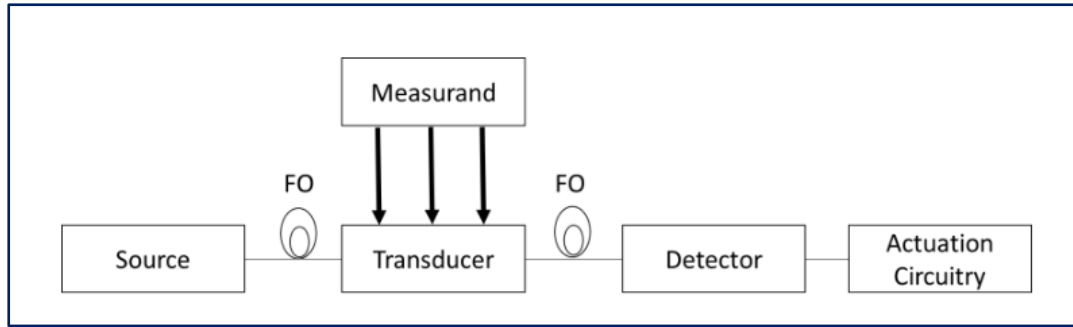 Measurand
FO
FO
Source
Transducer
Detector
Actuation
Circuitry